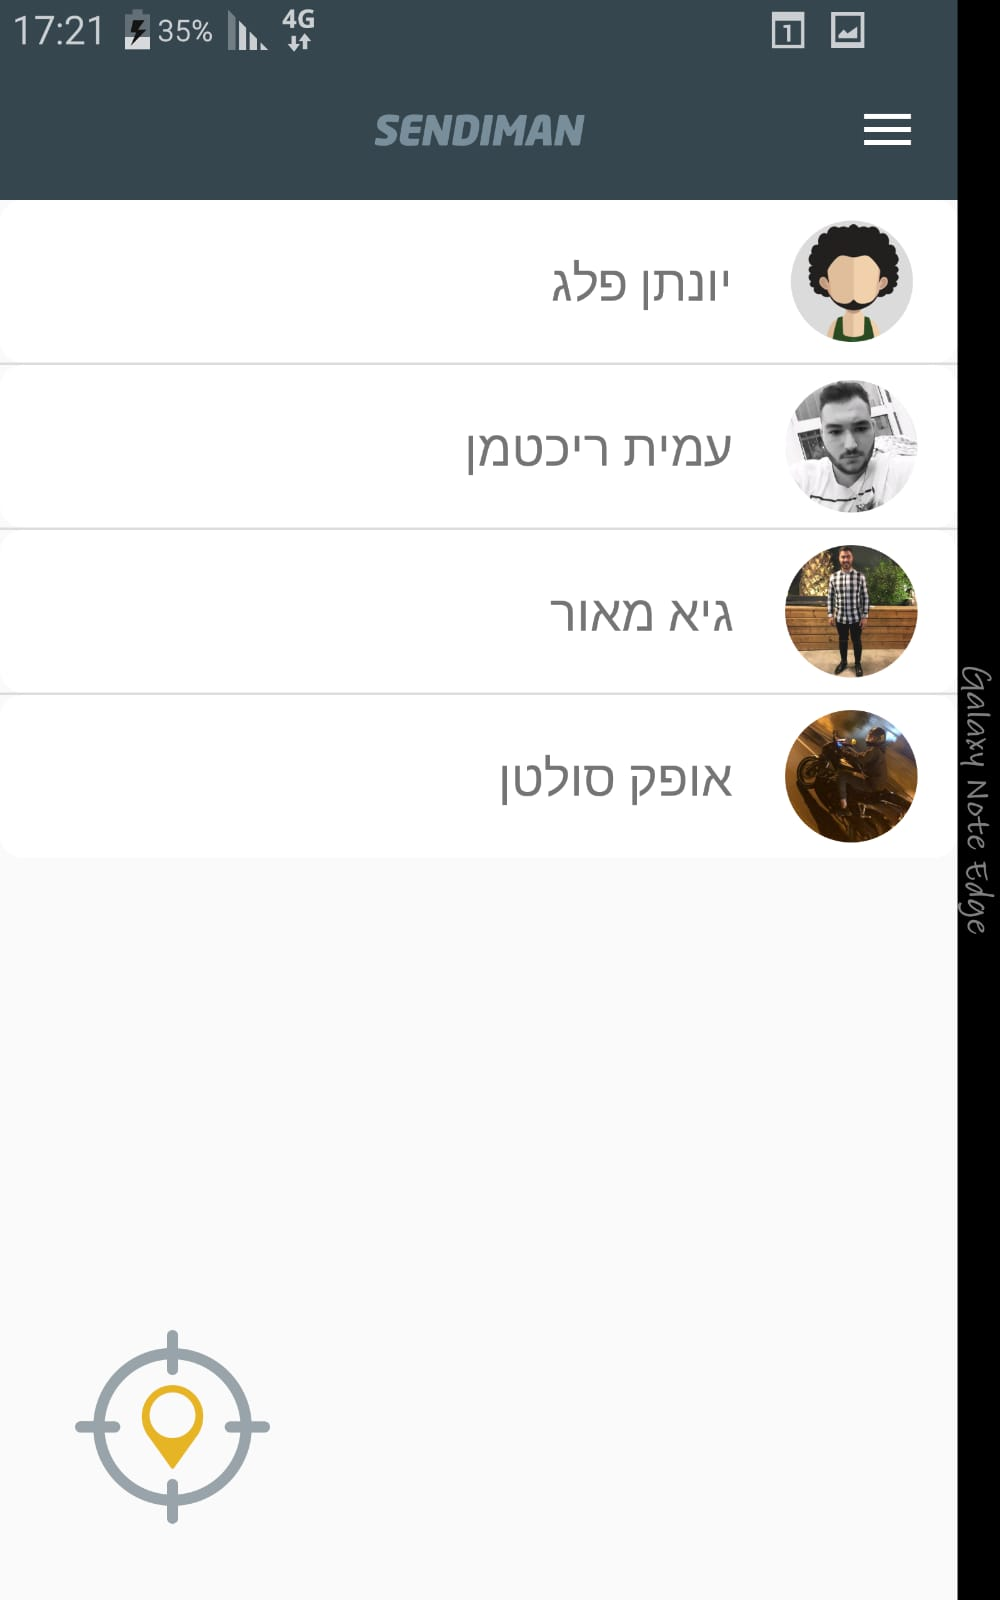 17:21 35% 4G 1
SENDIMAN
יונתן פלג
עמית ריכטמן
גיא מאור
אופק סולטן
Galaxy Note Edge